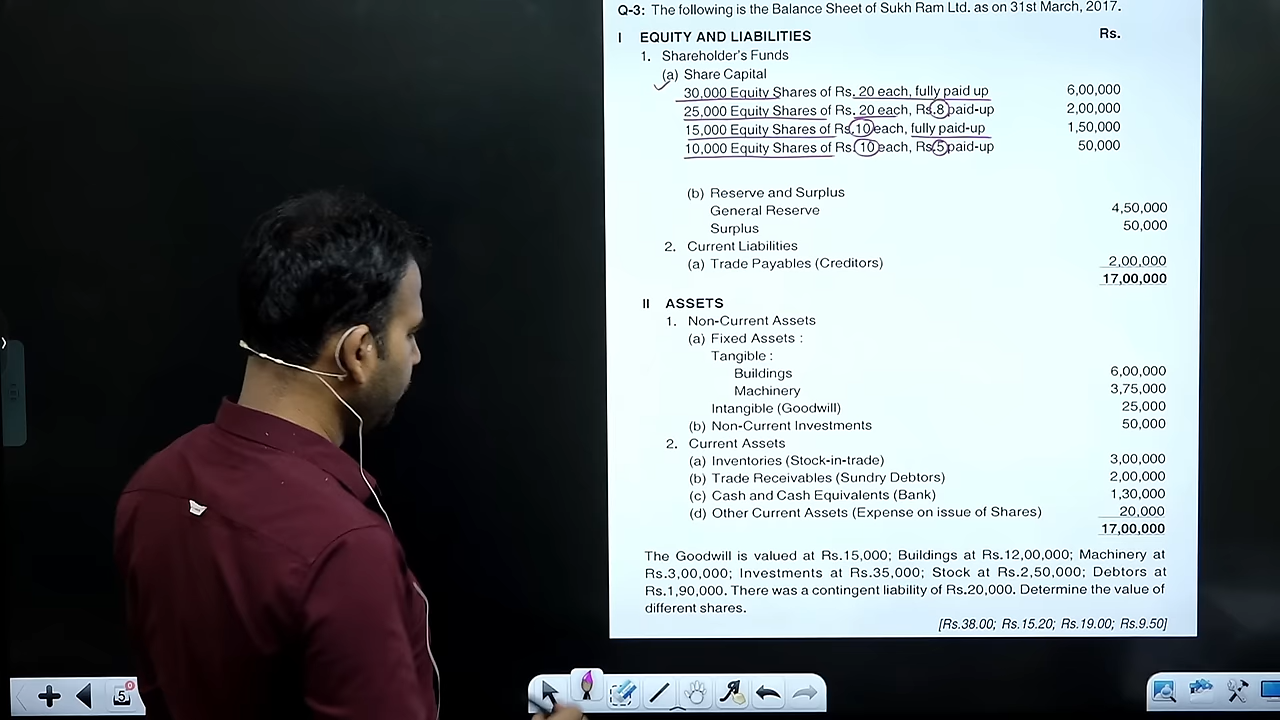 Q-3: The following is the Balance Sheet of Sukh Ram Ltd. as on 31st March, 2017.
I EQUITY AND LIABILITIES Rs.
1. Shareholder's Funds
(a) Share Capital
30,000 Equity Shares of Rs. 20 each, fully paid up 6,00,000
25,000 Equity Shares of Rs. 20 each, Rs.8 paid-up 2,00,000
15,000 Equity Shares of Rs.10 each, fully paid-up 1,50,000
10,000 Equity Shares of Rs. 10 each, Rs.5 paid-up 50,000
(b) Reserve and Surplus
General Reserve 4,50,000
Surplus 50,000
2. Current Liabilities
(a) Trade Payables (Creditors) 2,00,000
17,00,000
II ASSETS
1. Non-Current Assets
(a) Fixed Assets :
Tangible :
Buildings 6,00,000
Machinery 3,75,000
Intangible (Goodwill) 25,000
(b) Non-Current Investments 50,000
2. Current Assets
(a) Inventories (Stock-in-trade) 3,00,000
(b) Trade Receivables (Sundry Debtors) 2,00,000
(c) Cash and Cash Equivalents (Bank) 1,30,000
(d) Other Current Assets (Expense on issue of Shares) 20,000
17,00,000
The Goodwill is valued at Rs.15,000; Buildings at Rs.12,00,000; Machinery at
Rs.3,00,000; Investments at Rs.35,000; Stock at Rs.2,50,000; Debtors at
Rs.1,90,000. There was a contingent liability of Rs.20,000. Determine the value of
different shares.
[Rs.38.00; Rs.15.20; Rs.19.00; Rs.9.50]
5
0